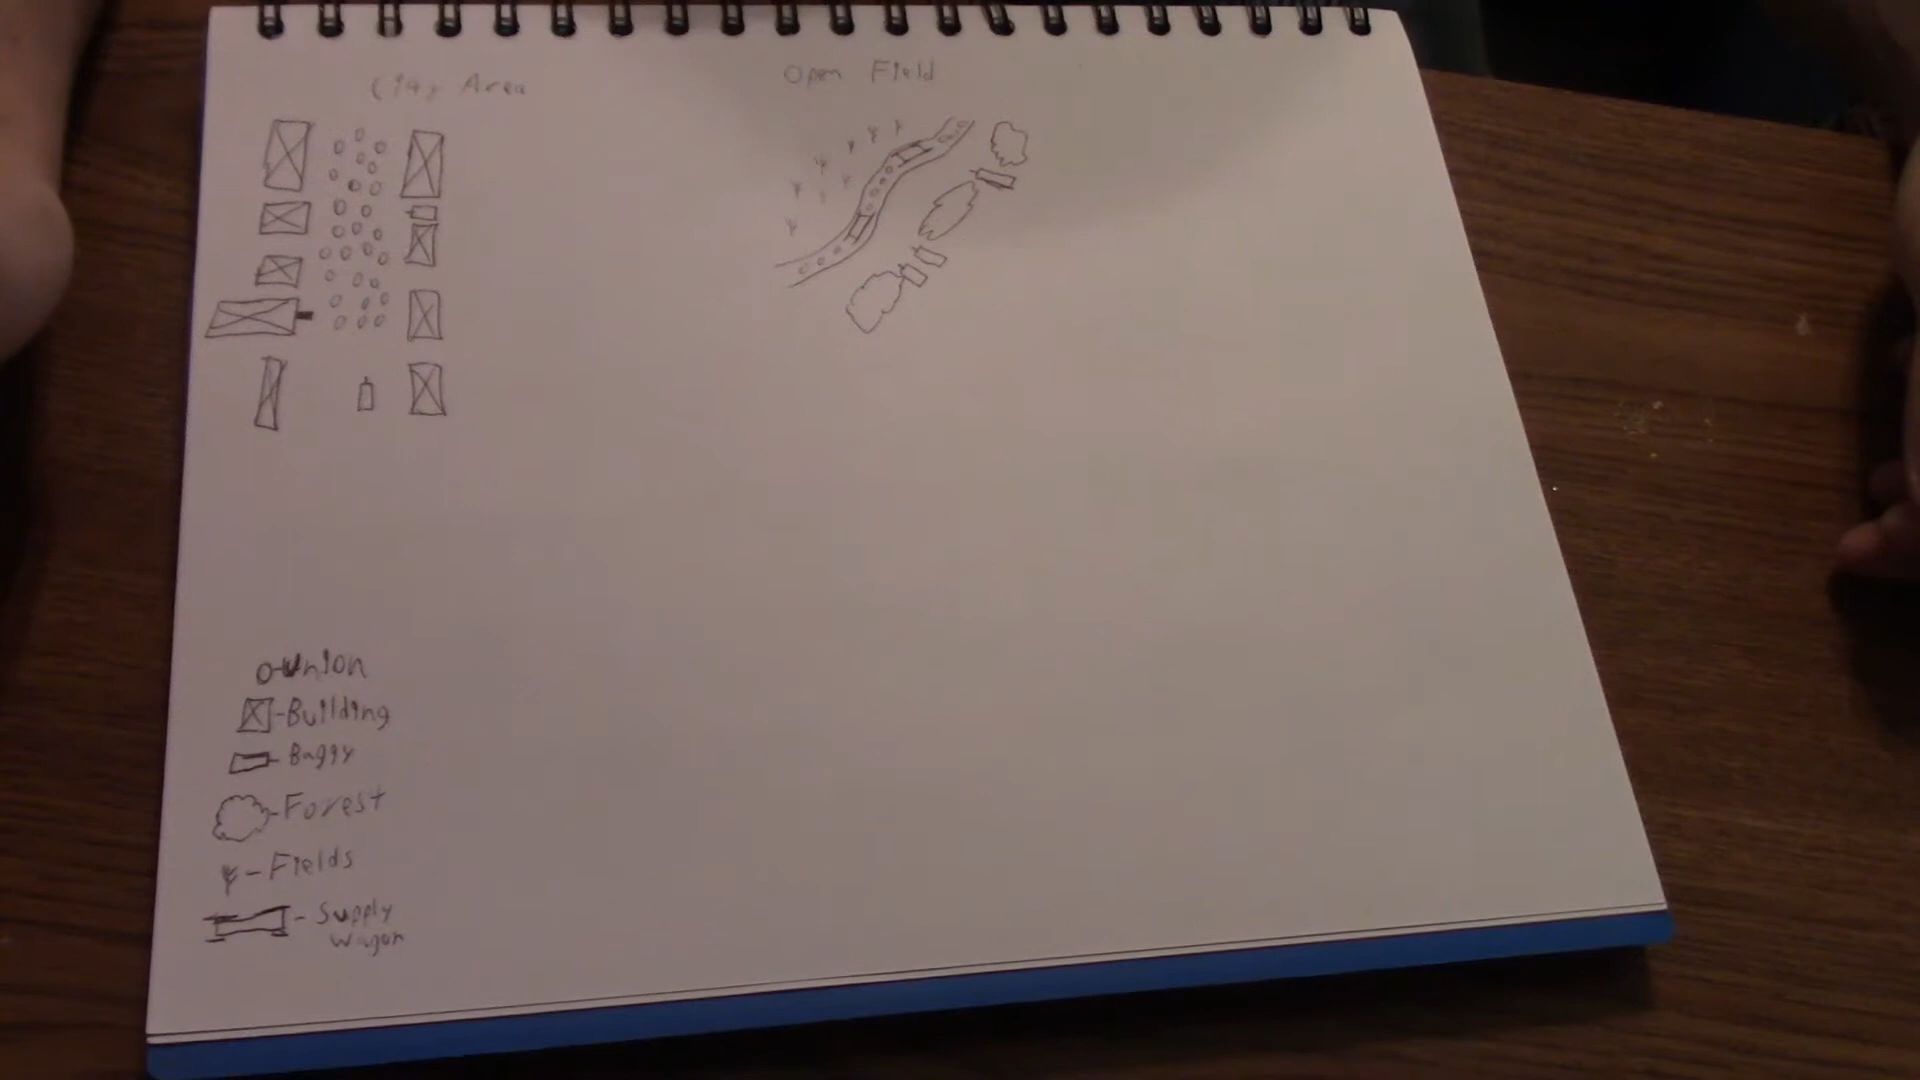 City Area
Open Field
O-Union
-Building
- Buggy
-Forest
-Fields
- Supply
wagon